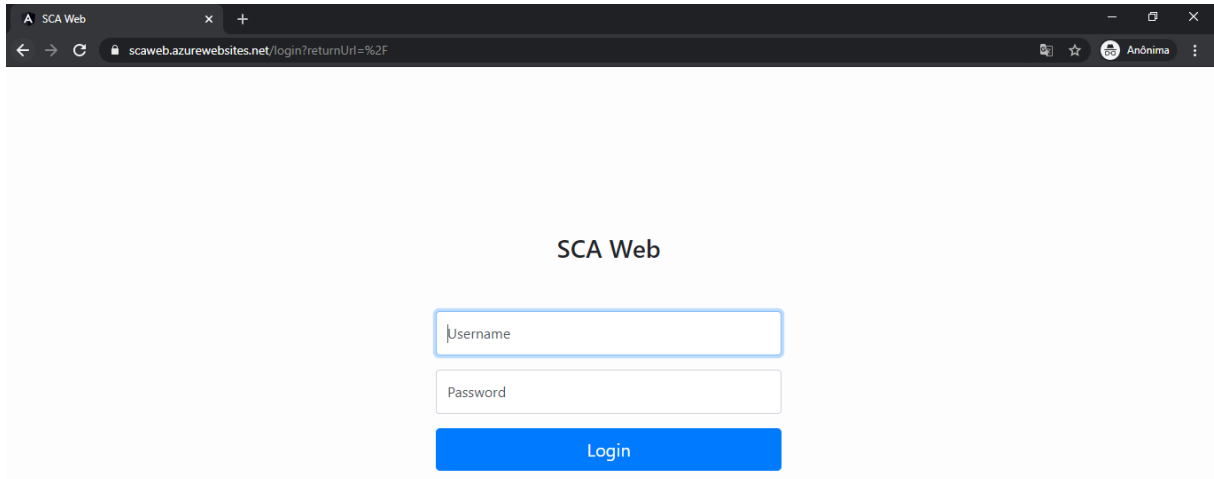 SCA Web
scaweb.azurewebsites.net/login?returnUrl=%2F
Anônima
SCA Web
Username
Password
Login